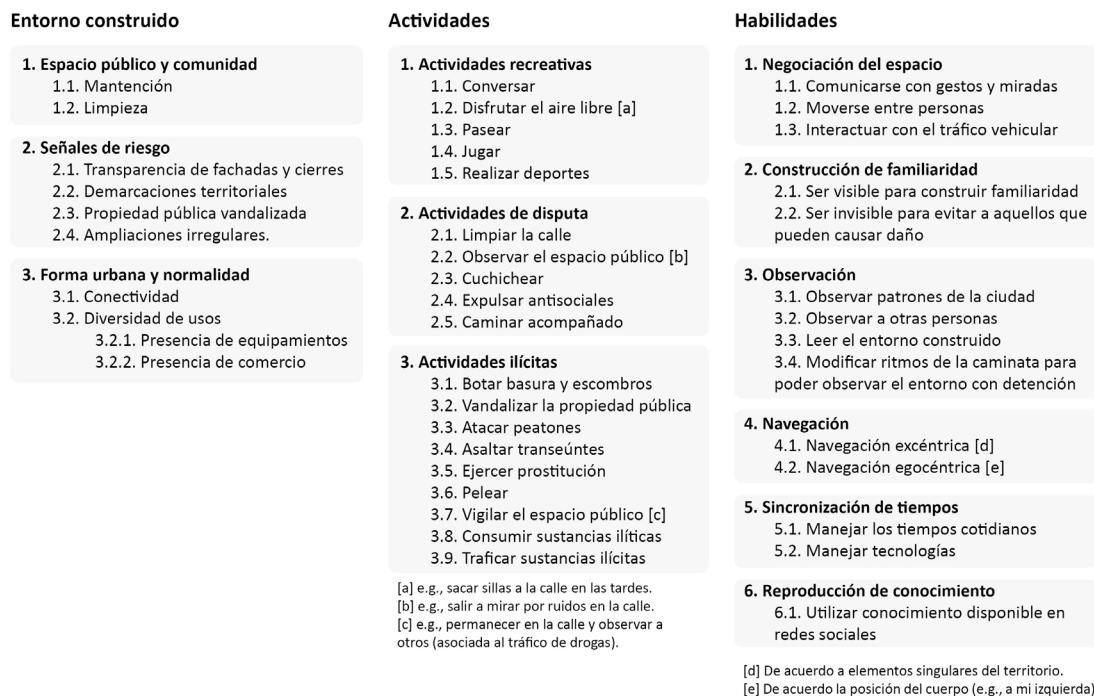 Entorno construido
1. Espacio público y comunidad
1.1. Mantención
1.2. Limpieza
2. Señales de riesgo
2.1. Transparencia de fachadas y cierres
2.2. Demarcaciones territoriales
2.3. Propiedad pública vandalizada
2.4. Ampliaciones irregulares.
3. Forma urbana y normalidad
3.1. Conectividad
3.2. Diversidad de usos
3.2.1. Presencia de equipamientos
3.2.2. Presencia de comercio
Actividades
1. Actividades recreativas
1.1. Conversar
1.2. Disfrutar el aire libre [a]
1.3. Pasear
1.4. Jugar
1.5. Realizar deportes
2. Actividades de disputa
2.1. Limpiar la calle
2.2. Observar el espacio público [b]
2.3. Cuchichear
2.4. Expulsar antisociales
2.5. Caminar acompañado
3. Actividades ilícitas
3.1. Botar basura y escombros
3.2. Vandalizar la propiedad pública
3.3. Atacar peatones
3.4. Asaltar transeúntes
3.5. Ejercer prostitución
3.6. Pelear
3.7. Vigilar el espacio público [c]
3.8. Consumir sustancias ilíticas
3.9. Traficar sustancias ilícitas
[a] e.g., sacar sillas a la calle en las tardes.
[b] e.g., salir a mirar por ruidos en la calle.
[c] e.g., permanecer en la calle y observar a
otros (asociada al tráfico de drogas).
Habilidades
1. Negociación del espacio
1.1. Comunicarse con gestos y miradas
1.2. Moverse entre personas
1.3. Interactuar con el tráfico vehicular
2. Construcción de familiaridad
2.1. Ser visible para construir familiaridad
2.2. Ser invisible para evitar a aquellos que
pueden causar daño
3. Observación
3.1. Observar patrones de la ciudad
3.2. Observar a otras personas
3.3. Leer el entorno construido
3.4. Modificar ritmos de la caminata para
poder observar el entorno con detención
4. Navegación
4.1. Navegación excéntrica [d]
4.2. Navegación egocéntrica [e]
5. Sincronización de tiempos
5.1. Manejar los tiempos cotidianos
5.2. Manejar tecnologías
6. Reproducción de conocimiento
6.1. Utilizar conocimiento disponible en
redes sociales
[d] De acuerdo a elementos singulares del territorio.
[e] De acuerdo la posición del cuerpo (e.g., a mi izquierda)